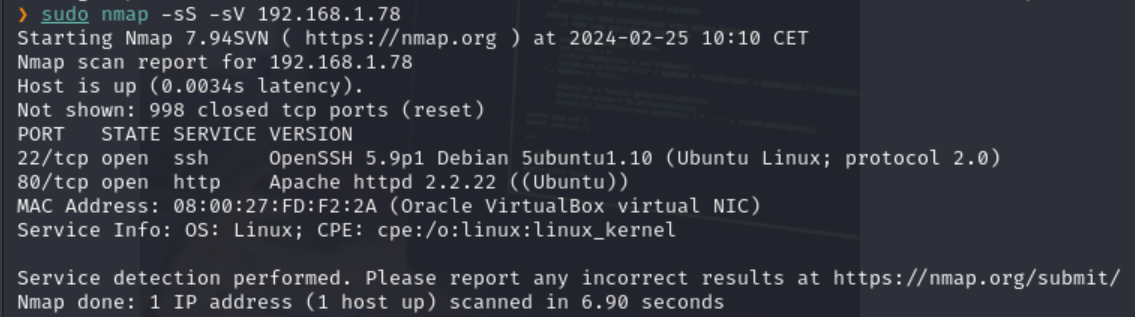 ❯ sudo nmap -sS -sV 192.168.1.78
Starting Nmap 7.94SVN ( https://nmap.org ) at 2024-02-25 10:10 CET
Nmap scan report for 192.168.1.78
Host is up (0.0034s latency).
Not shown: 998 closed tcp ports (reset)
PORT   STATE SERVICE VERSION
22/tcp open  ssh     OpenSSH 5.9p1 Debian 5ubuntu1.10 (Ubuntu Linux; protocol 2.0)
80/tcp open  http    Apache httpd 2.2.22 ((Ubuntu))
MAC Address: 08:00:27:FD:F2:2A (Oracle VirtualBox virtual NIC)
Service Info: OS: Linux; CPE: cpe:/o:linux:linux_kernel
Service detection performed. Please report any incorrect results at https://nmap.org/submit/
Nmap done: 1 IP address (1 host up) scanned in 6.90 seconds